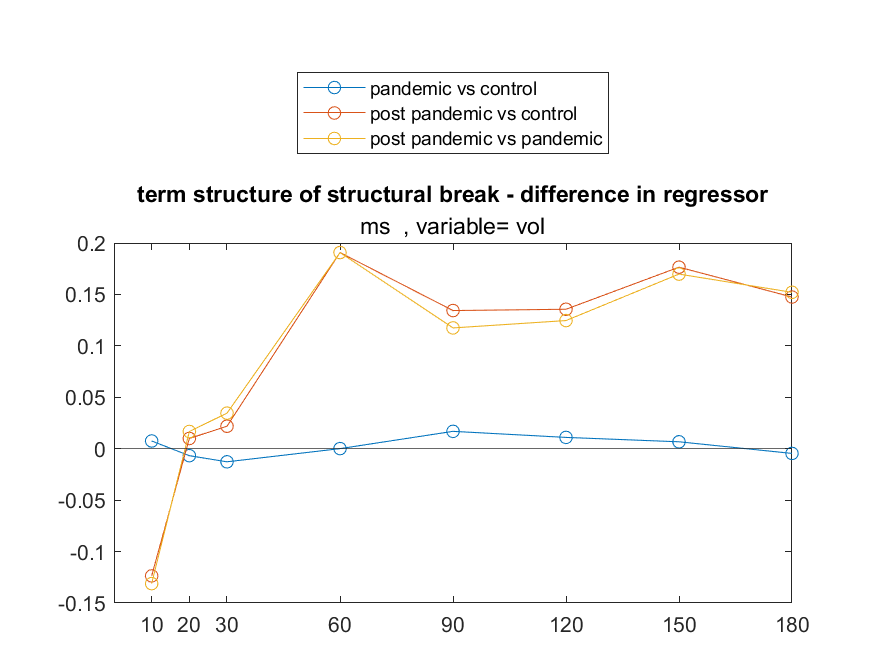 pandemic vs control
post pandemic vs control
post pandemic vs pandemic
term structure of structural break - difference in regressor
ms , variable= vol
0.2
0.15
0.1
0.05
0
-0.05
-0.1
-0.15
10 20 30 60 90 120 150 180